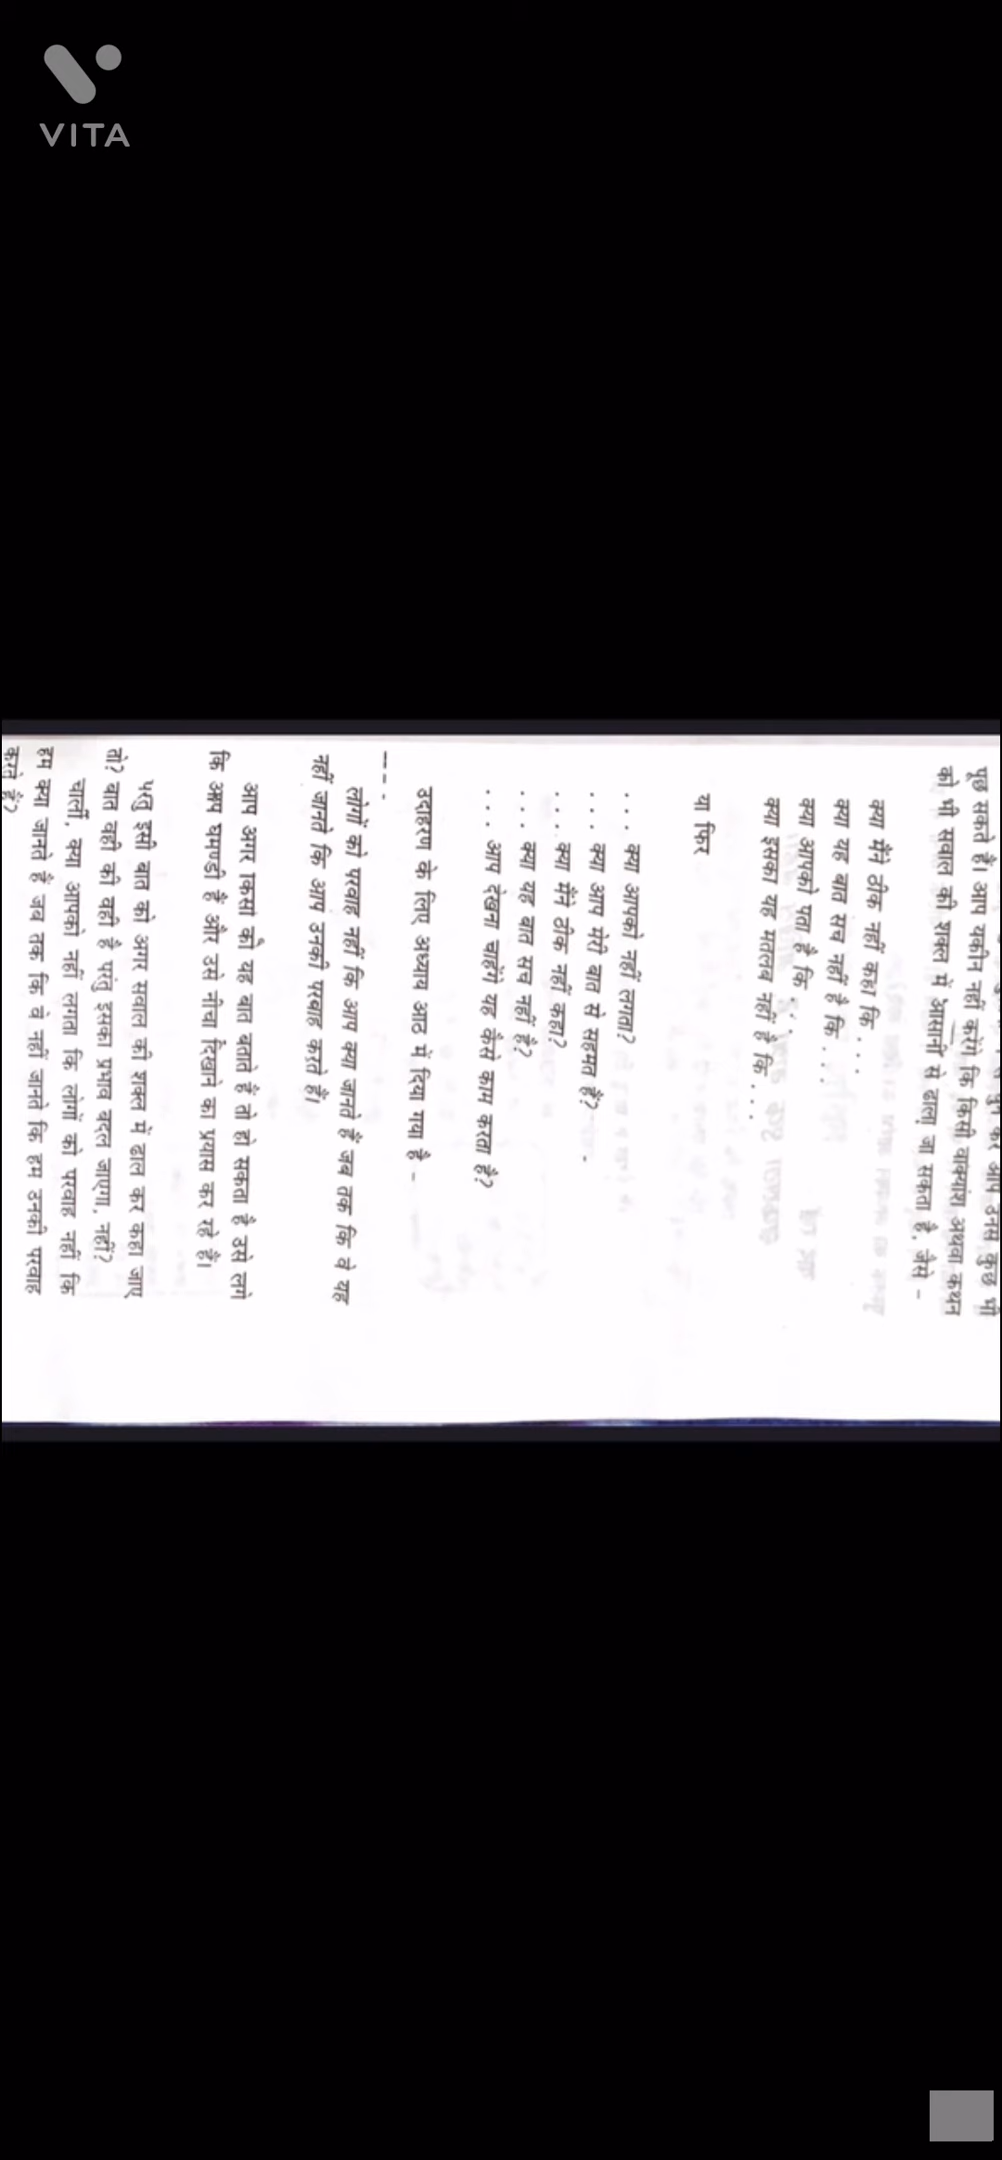 VITA
पूछ सकते हैं। आप यकीन नहीं करेंगे कि किसी वाक्यांश अथवा कथन
को भी सवाल की शक्ल में आसानी से ढाला जा सकता है, जैसे –
क्या मैंने ठीक नहीं कहा कि . . . .
क्या यह बात सच नहीं है कि . . . .
क्या आपको पता है कि . . . .
क्या इसका यह मतलब नहीं है कि . . . .
या फिर
. . . . क्या आपको नहीं लगता?
. . . . क्या आप मेरी बात से सहमत हैं?
. . . . क्या मैंने ठीक नहीं कहा?
. . . . क्या यह बात सच नहीं है?
. . . . आप देखना चाहेंगे यह कैसे काम करता है?
उदाहरण के लिए अध्याय आठ में दिया गया है –
लोगों को परवाह नहीं कि आप क्या जानते हैं जब तक कि वे यह
नहीं जानते कि आप उनकी परवाह करते हैं।
आप अगर किसी को यह बात बताते हैं तो हो सकता है उसे लगे
कि आप घमण्डी हैं और उसे नीचा दिखाने का प्रयास कर रहे हैं।
परंतु इसी बात को अगर सवाल की शक्ल में ढाल कर कहा जाए
तो? बात वही की वही है परंतु इसका प्रभाव बदल जाएगा, नहीं?
चार्ली, क्या आपको नहीं लगता कि लोगों को परवाह नहीं कि
हम क्या जानते हैं जब तक कि वे नहीं जानते कि हम उनकी परवाह
करते हैं?